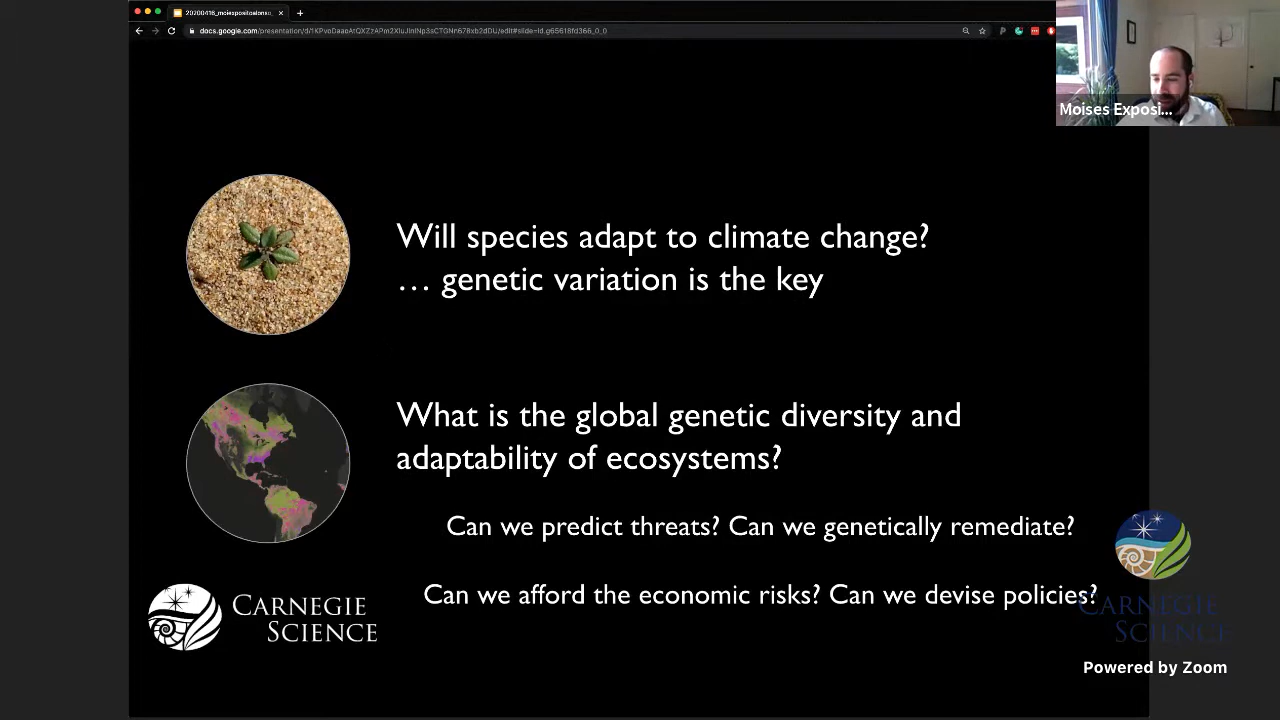 20200416_moiexpositoalonso
Moises Exposi...
Will species adapt to climate change?
... genetic variation is the key
What is the global genetic diversity and
adaptability of ecosystems?
Can we predict threats? Can we genetically remediate?
Can we afford the economic risks? Can we devise policies?
CARNEGIE
SCIENCE
CARNEGIE
SCIENCE
Powered by Zoom